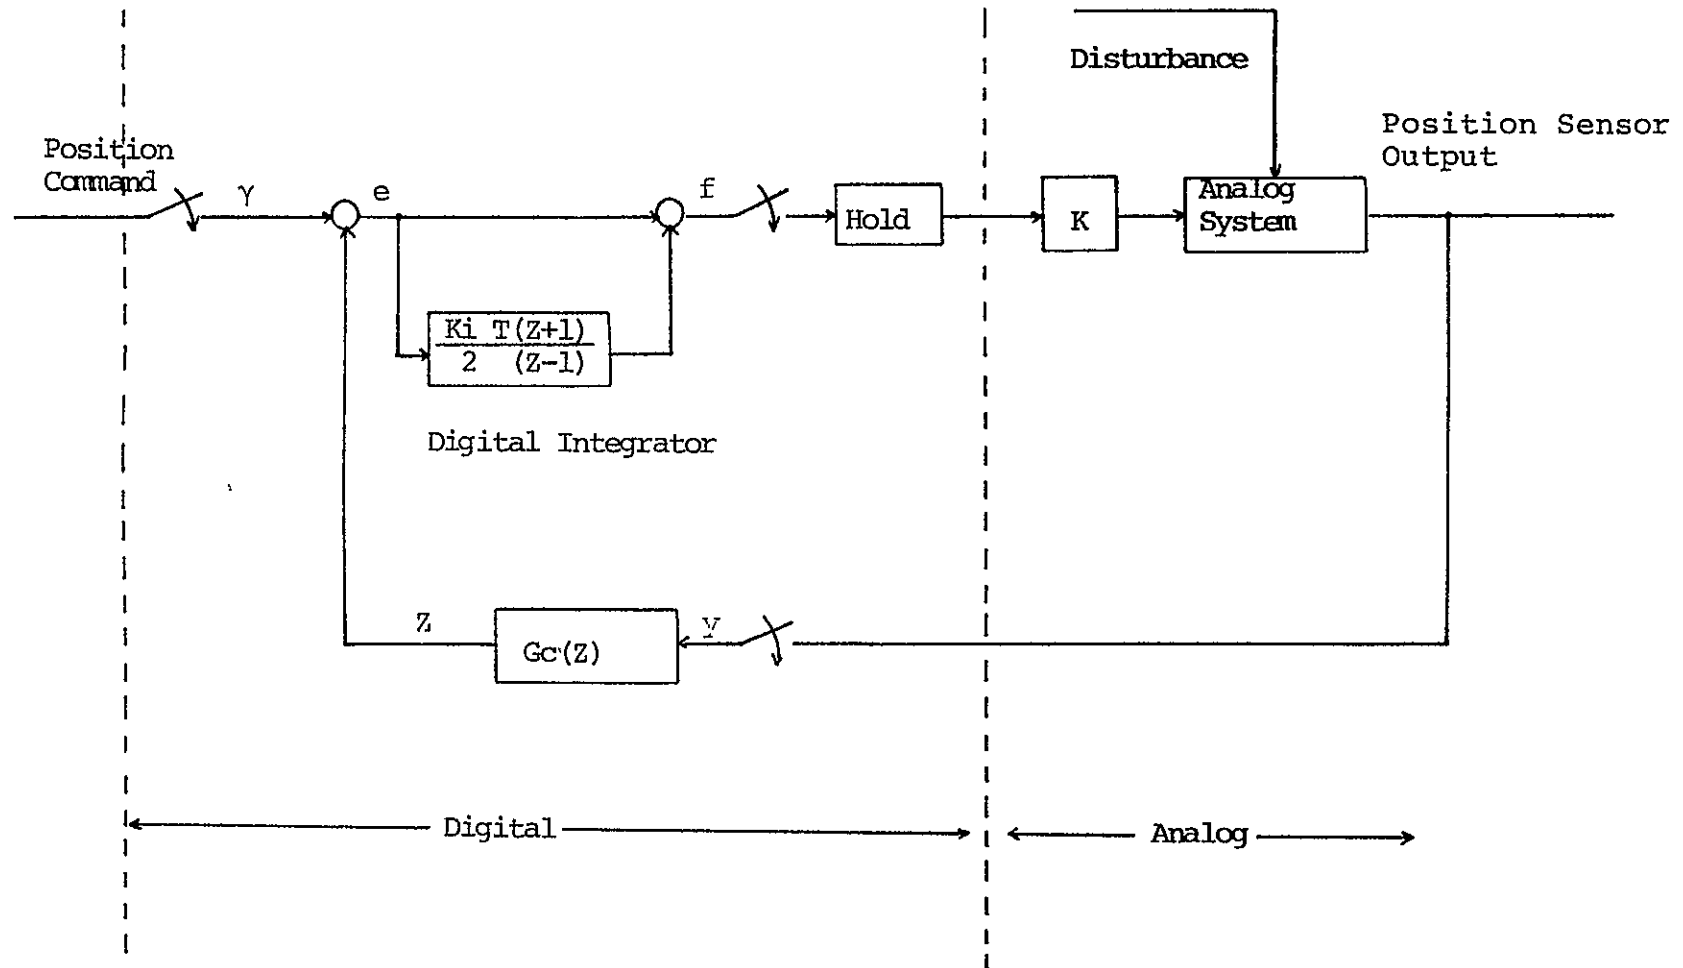 Disturbance
Position Sensor
Output
Position
Command
γ
e
f
Hold
K
Analog
System
Ki T(Z+1)
2 (Z-1)
Digital Integrator
Z
Gc(Z)
y
Digital
Analog